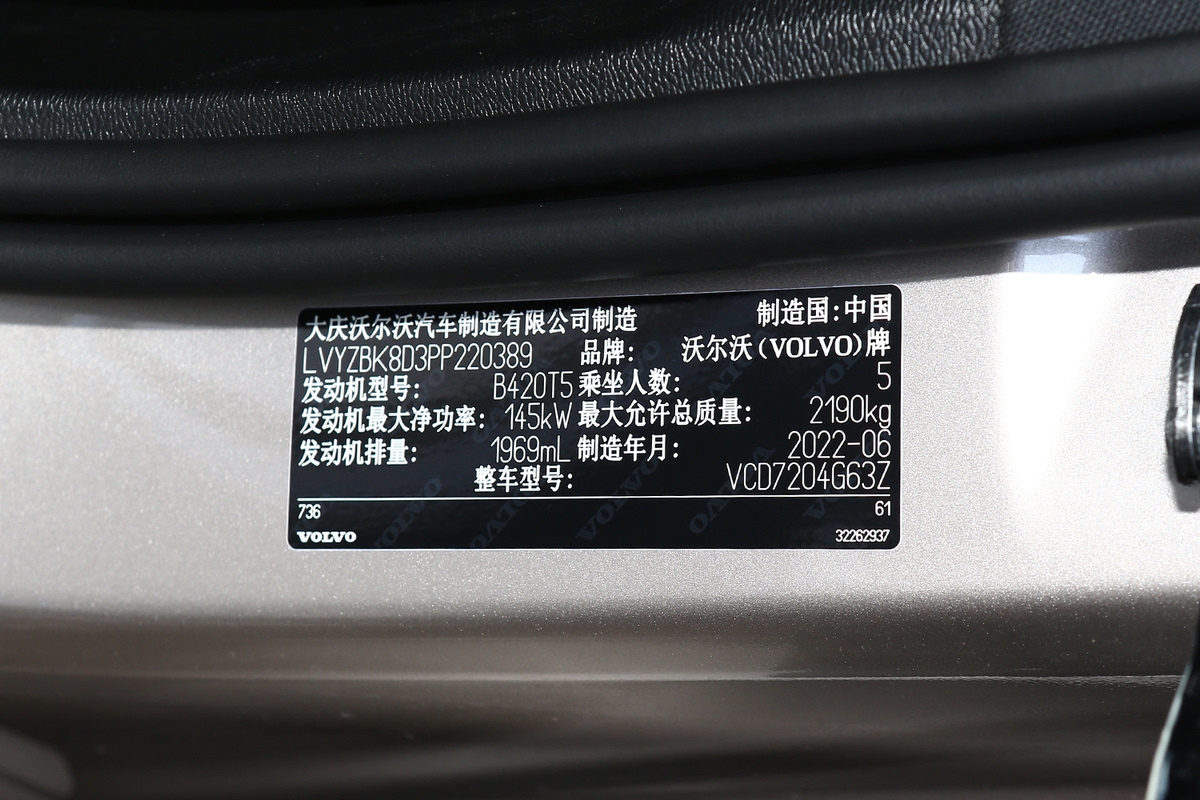 大庆沃尔沃汽车制造有限公司制造 制造国:中国
LVYZBK8D3PP220389 品牌: 沃尔沃(VOLVO)牌
发动机型号: B420T5 乘坐人数: 5
发动机最大净功率: 145kW 最大允许总质量: 2190kg
发动机排量: 1969mL 制造年月: 2022-06
整车型号: VCD7204G63Z
736 61
VOLVO 32262937